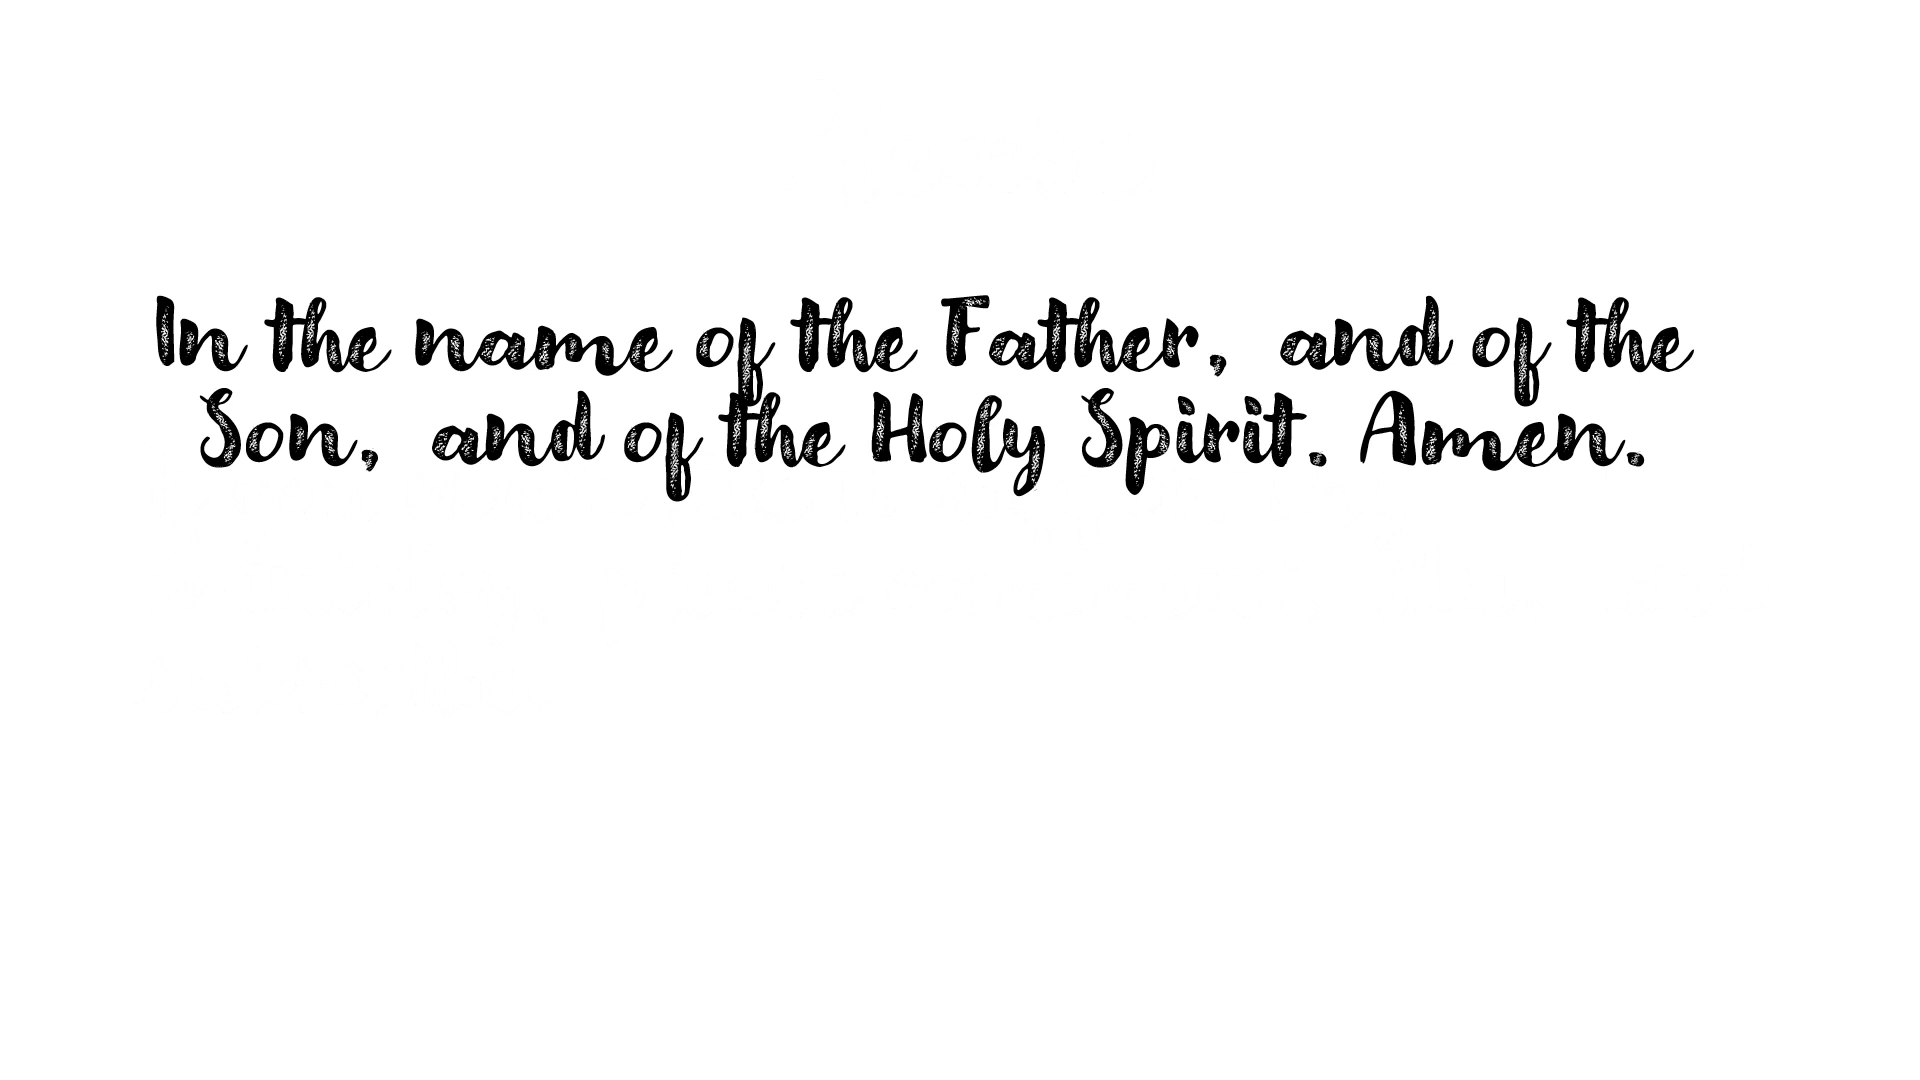 In the name of the Father, and of the
Son, and of the Holy Spirit. Amen.